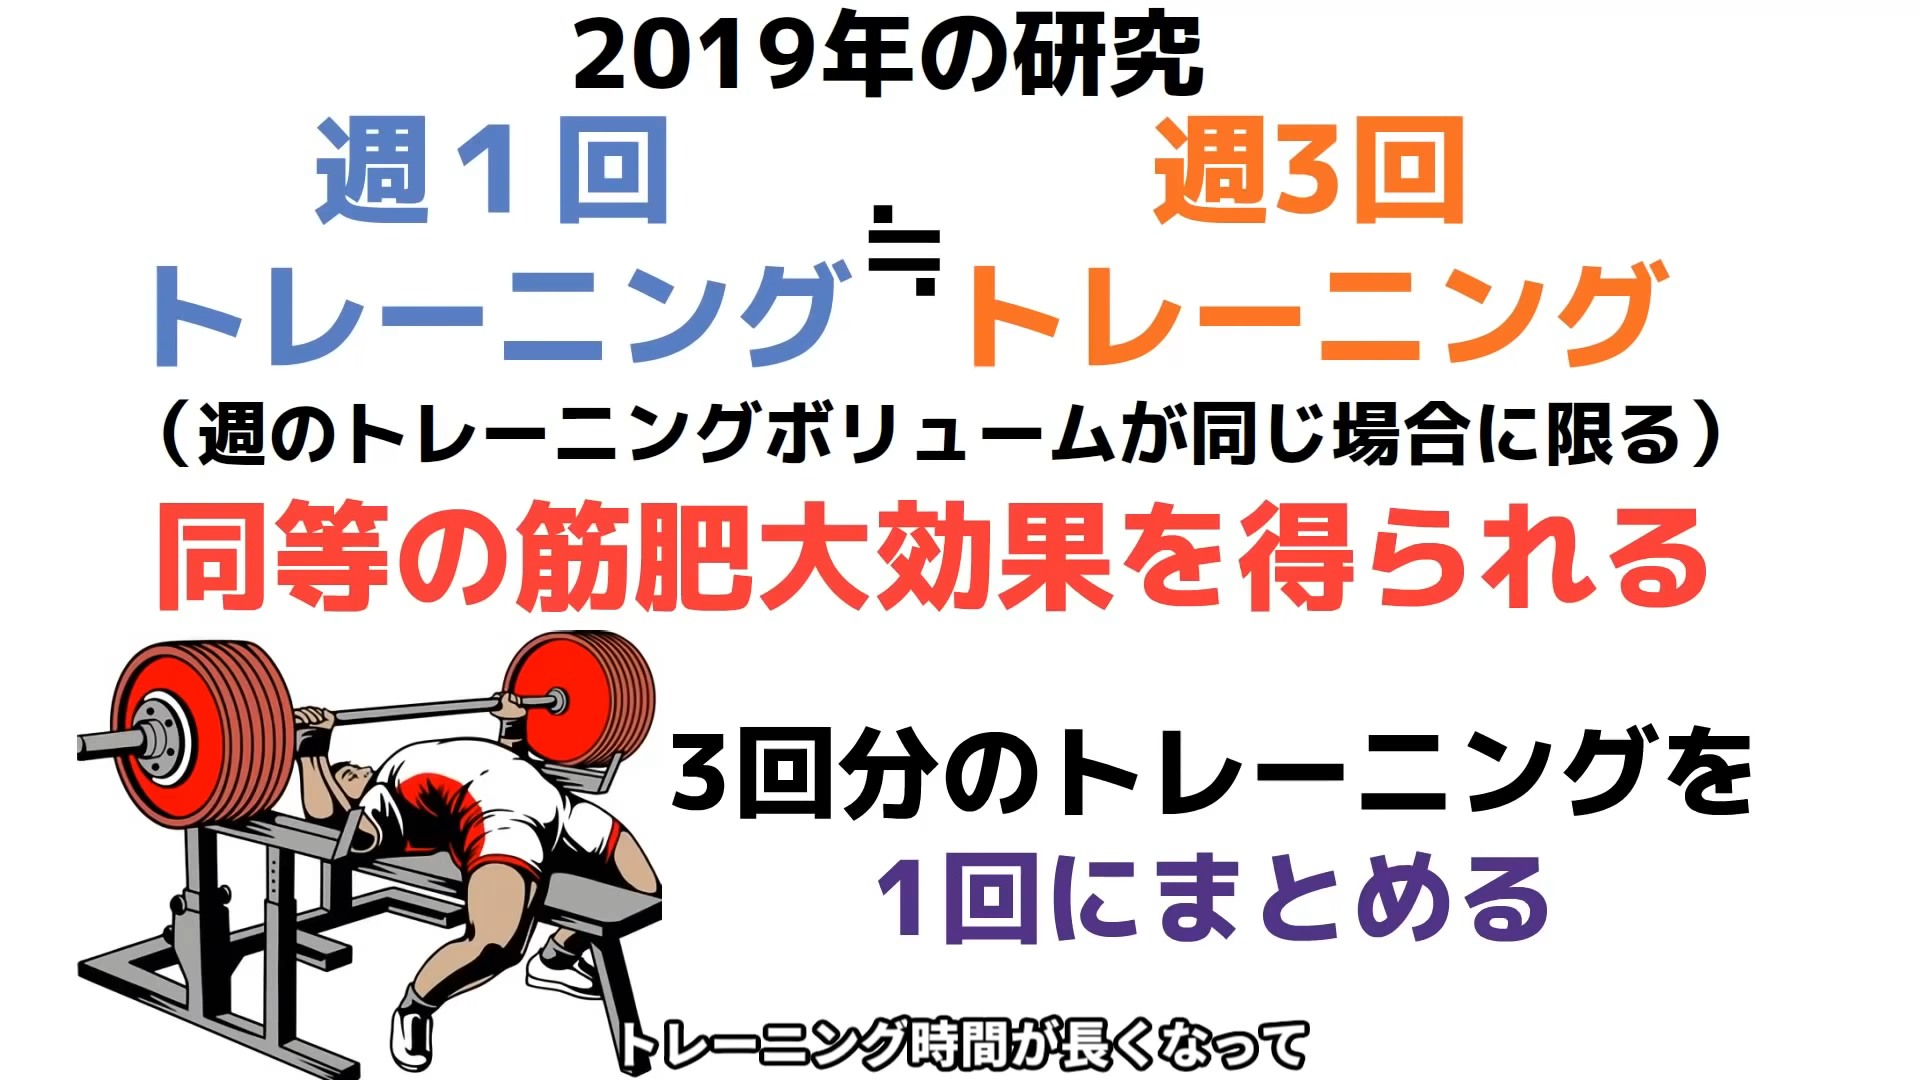 2019年の研究
週１回
トレーニング
≒
週3回
トレーニング
（週のトレーニングボリュームが同じ場合に限る）
同等の筋肥大効果を得られる
3回分のトレーニングを
1回にまとめる
トレーニング時間が長くなって